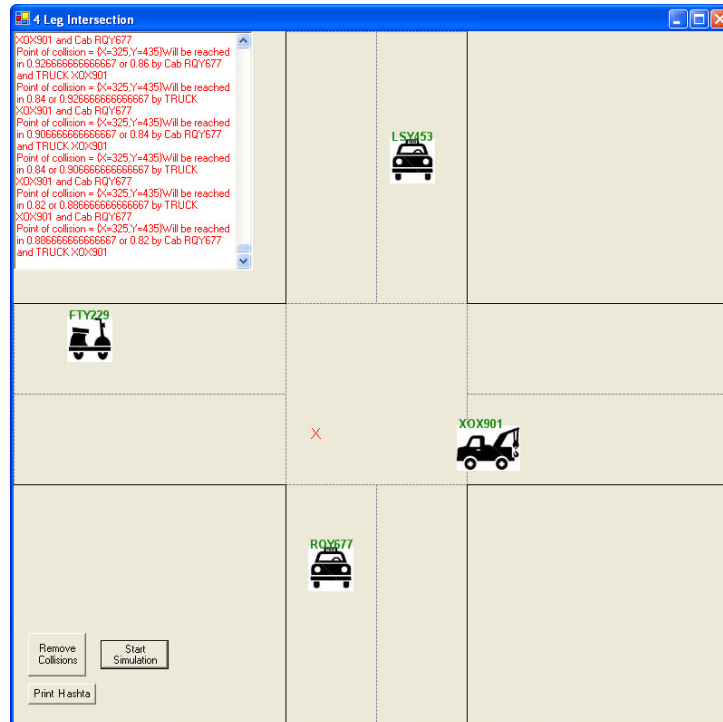 4 Leg Intersection
XOX901 and Cab RQY677
Point of collision = {X=325,Y=435}Will be reached
in 0.926666666666667 or 0.86 by Cab RQY677
and TRUCK XOX901
Point of collision = {X=325,Y=435}Will be reached
in 0.84 or 0.926666666666667 by TRUCK
XOX901 and Cab RQY677
Point of collision = {X=325,Y=435}Will be reached
in 0.906666666666667 or 0.84 by Cab RQY677
and TRUCK XOX901
Point of collision = {X=325,Y=435}Will be reached
in 0.84 or 0.906666666666667 by TRUCK
XOX901 and Cab RQY677
Point of collision = {X=325,Y=435}Will be reached
in 0.82 or 0.886666666666667 by TRUCK
XOX901 and Cab RQY677
Point of collision = {X=325,Y=435}Will be reached
in 0.886666666666667 or 0.82 by Cab RQY677
and TRUCK XOX901
LSY453
FTY229
X
XOX901
RQY677
Remove
Collisions
Start
Simulation
Print Hashta